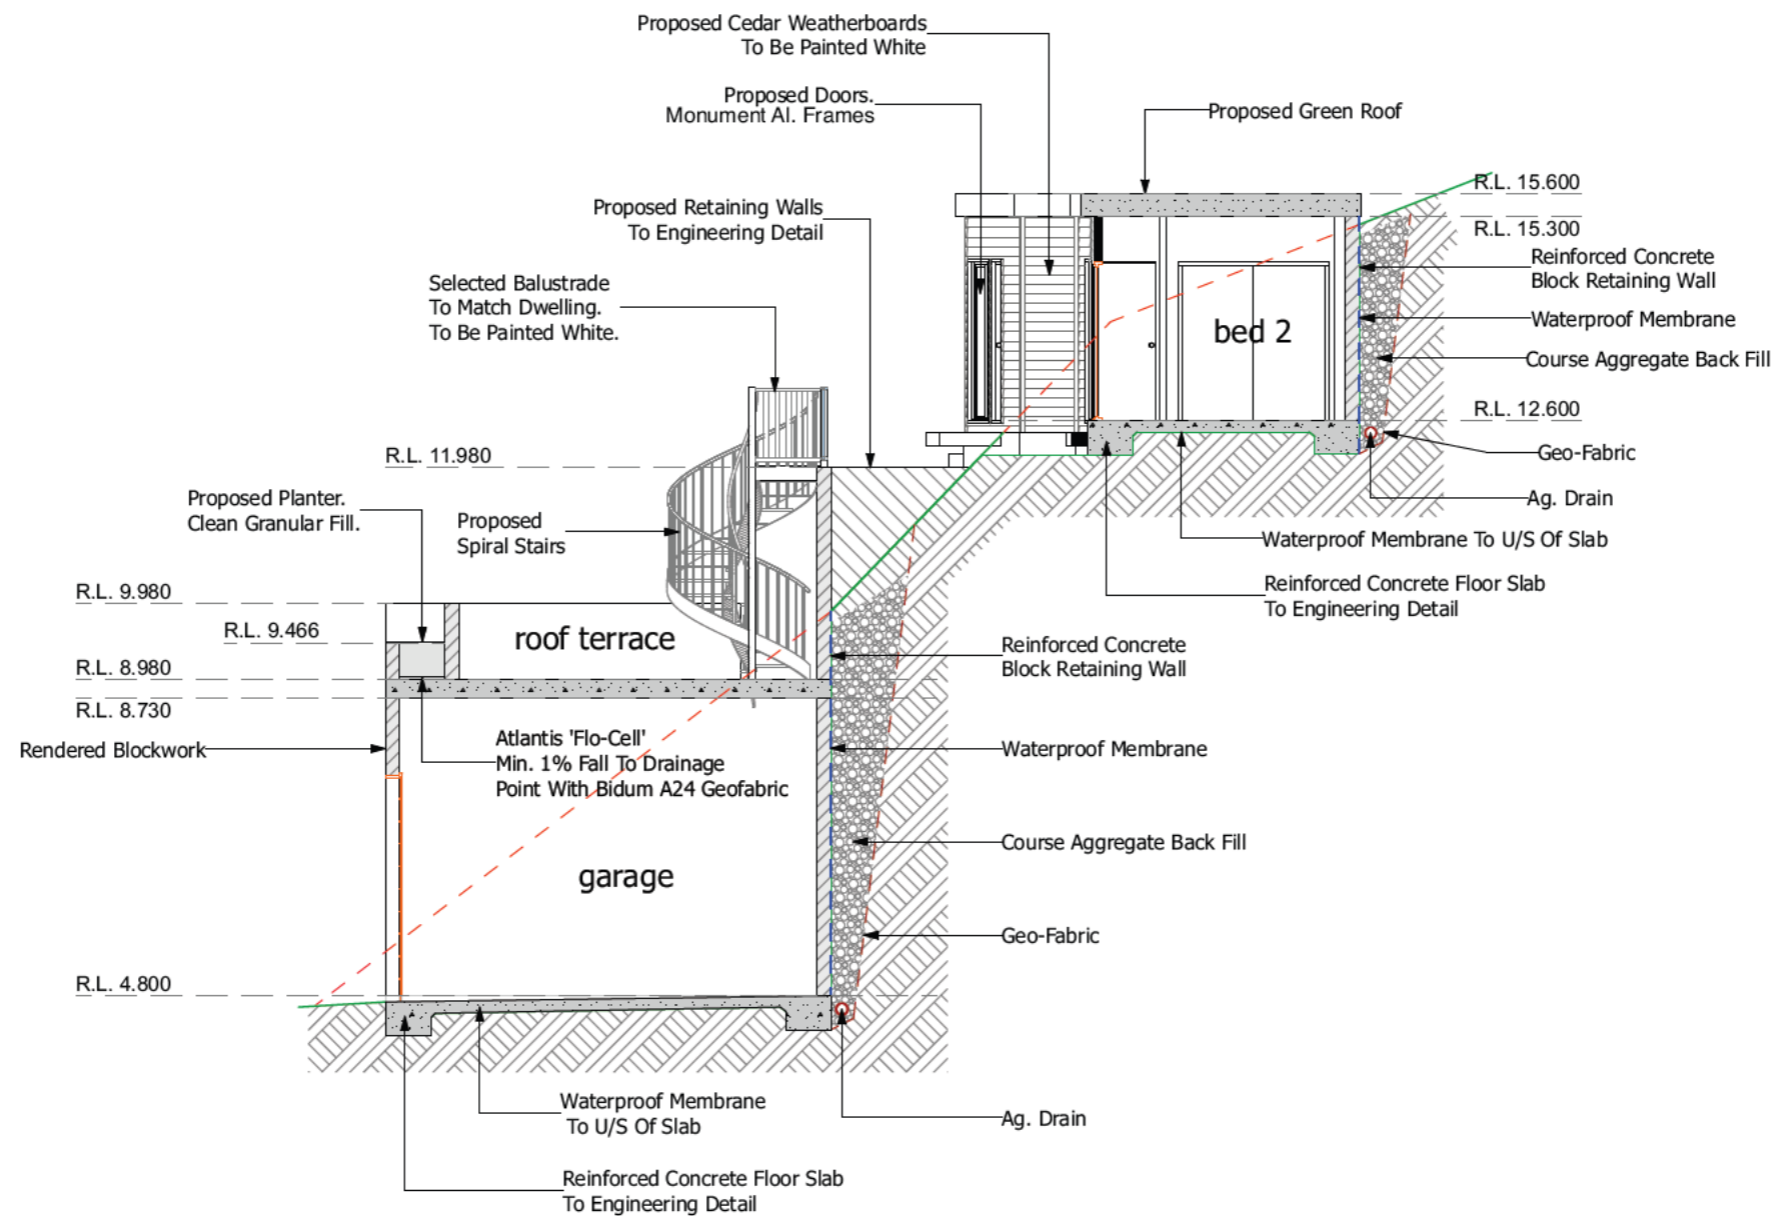 Proposed Cedar Weatherboards
To Be Painted White
Proposed Doors.
Monument Al. Frames
Proposed Green Roof
R.L. 15.600
Proposed Retaining Walls
To Engineering Detail
R.L. 15.300
Reinforced Concrete
Block Retaining Wall
Selected Balustrade
To Match Dwelling.
To Be Painted White.
Waterproof Membrane
bed 2
Course Aggregate Back Fill
R.L. 12.600
R.L. 11.980
Geo-Fabric
Proposed Planter.
Clean Granular Fill.
Ag. Drain
Proposed
Spiral Stairs
Waterproof Membrane To U/S Of Slab
Reinforced Concrete Floor Slab
To Engineering Detail
R.L. 9.980
R.L. 9.466
roof terrace
Reinforced Concrete
Block Retaining Wall
R.L. 8.980
R.L. 8.730
Rendered Blockwork
Atlantis 'Flo-Cell'
Min. 1% Fall To Drainage
Point With Bidum A24 Geofabric
Waterproof Membrane
Course Aggregate Back Fill
garage
Geo-Fabric
R.L. 4.800
Waterproof Membrane
To U/S Of Slab
Ag. Drain
Reinforced Concrete Floor Slab
To Engineering Detail